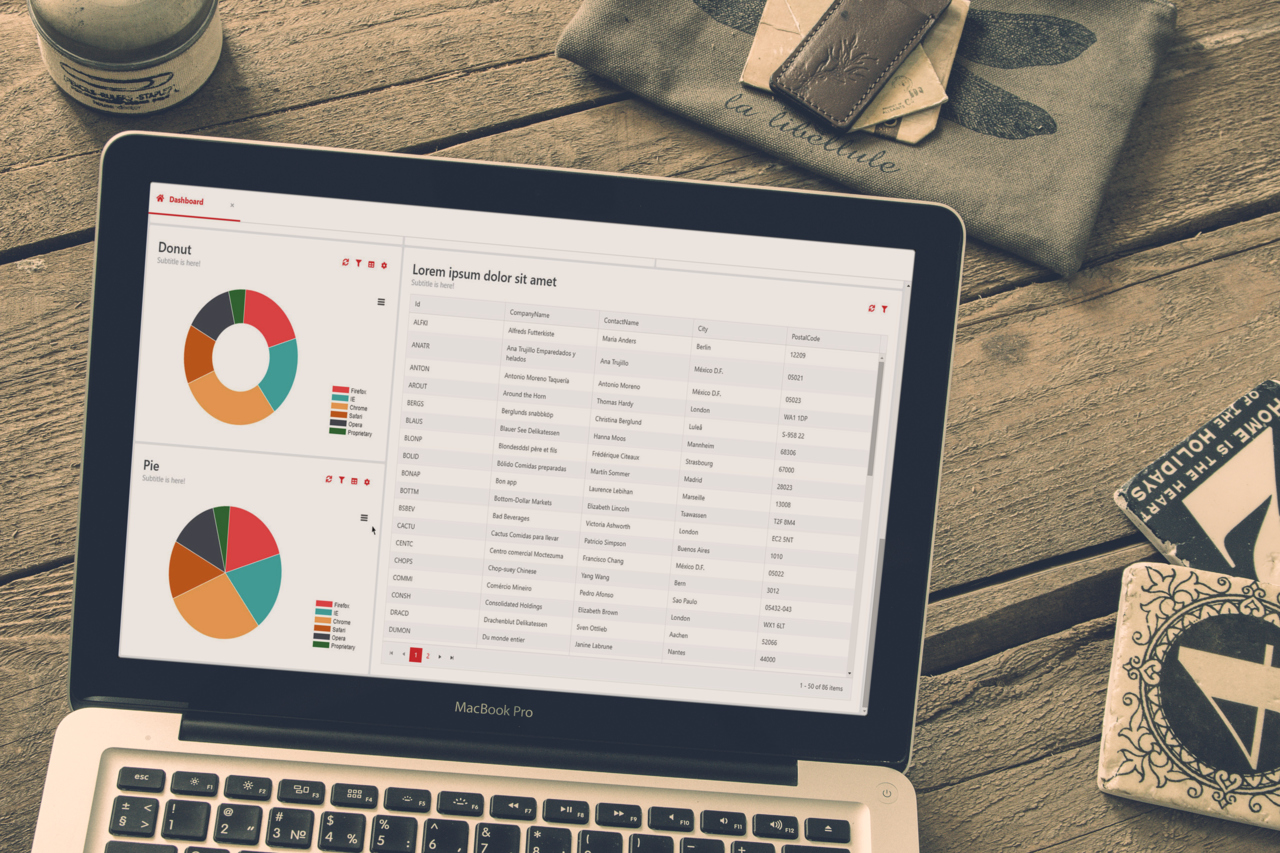 la libellule
HOME IS THE HEART
OF THE HOLIDAYS
Dashboard
Donut
Subtitle is here!
Firefox
IE
Chrome
Safari
Opera
Proprietary
Pie
Subtitle is here!
Firefox
IE
Chrome
Safari
Opera
Proprietary
Lorem ipsum dolor sit amet
Subtitle is here!
Id CompanyName ContactName City PostalCode
ALFKI Alfreds Futterkiste Maria Anders Berlin 12209
ANATR Ana Trujillo Emparedados y helados Ana Trujillo México D.F. 05021
ANTON Antonio Moreno Taquería Antonio Moreno México D.F. 05023
AROUT Around the Horn Thomas Hardy London WA1 1DP
BERGS Berglunds snabbköp Christina Berglund Luleå S-958 22
BLAUS Blauer See Delikatessen Hanna Moos Mannheim 68306
BLONP Blondesddsl père et fils Frédérique Citeaux Strasbourg 67000
BOLID Bólido Comidas preparadas Martín Sommer Madrid 28023
BONAP Bon app Laurence Lebihan Marseille 13008
BOTTM Bottom-Dollar Markets Elizabeth Lincoln Tsawassen T2F 8M4
BSBEV Bad Beverages Victoria Ashworth London EC2 5NT
CACTU Cactus Comidas para llevar Patricio Simpson Buenos Aires 1010
CENTC Centro comercial Moctezuma Francisco Chang México D.F. 05022
CHOPS Chop-suey Chinese Yang Wang Bern 3012
COMMI Comércio Mineiro Pedro Afonso Sao Paulo 05432-043
CONSH Consolidated Holdings Elizabeth Brown London WX1 6LT
DRACD Drachenblut Delikatessen Sven Ottlieb Aachen 52066
DUMON Du monde entier Janine Labrune Nantes 44000
1 2
1 - 50 of 86 items
MacBook Pro
esc F1 F2 F3 F4 F5 F6 F7 F8 F9 F10 F11 F12
± < § > ! 1 @ 2 " # 3 № $ 4 % % 5 : ^ 6 , & 7 * 8 ( ) – +